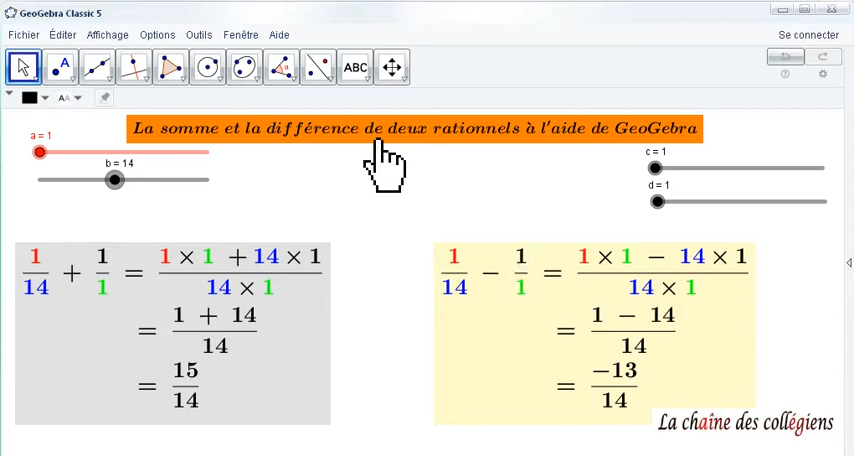 GeoGebra Classic 5
Fichier Éditer Affichage Options Outils Fenêtre Aide Se connecter
A ABC
AA
La somme et la différence de deux rationnels à l'aide de GeoGebra
a = 1
b = 14
c = 1
d = 1
1/14 + 1/1 = (1 × 1 + 14 × 1)/(14 × 1)
= (1 + 14)/14
= 15/14
1/14 − 1/1 = (1 × 1 − 14 × 1)/(14 × 1)
= (1 − 14)/14
= −13/14
La chaîne des collégiens